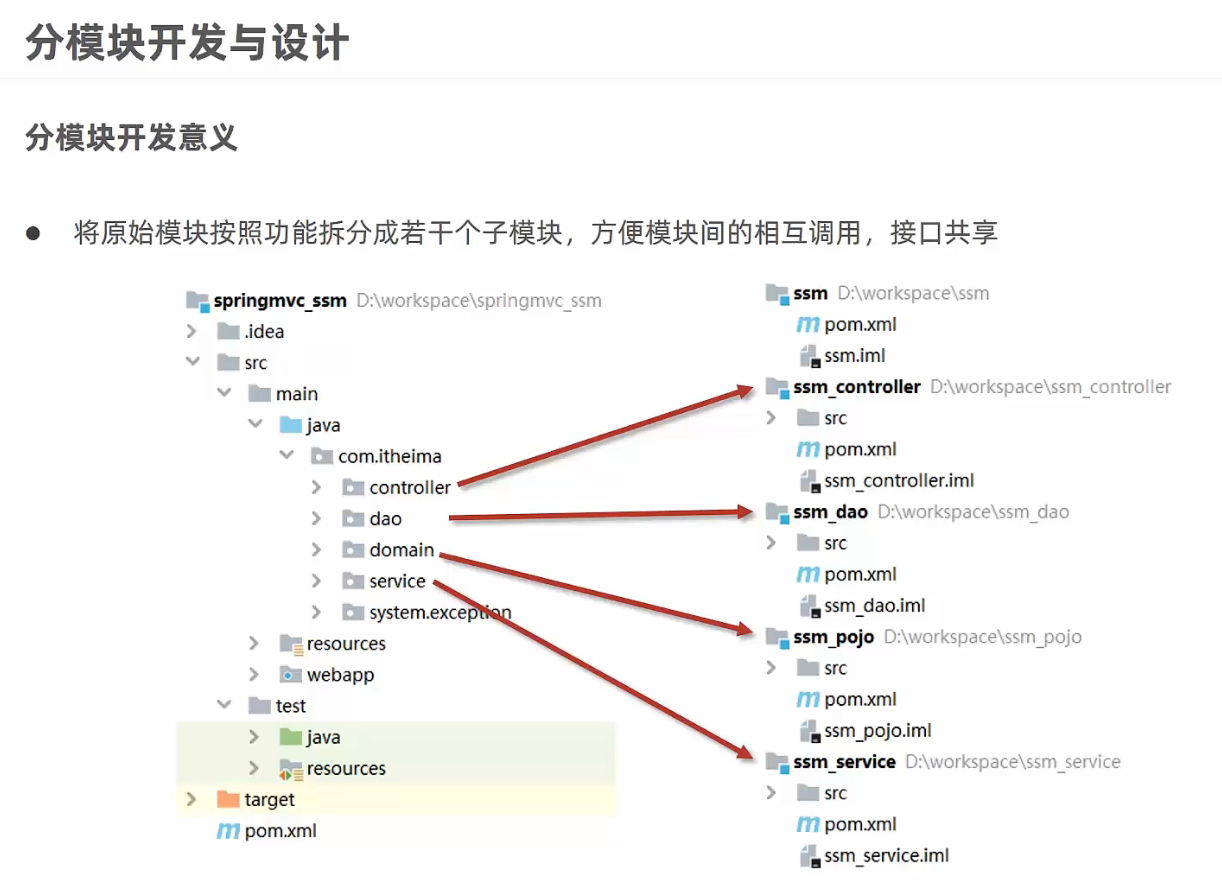 分模块开发与设计
分模块开发意义
● 将原始模块按照功能拆分成若干个子模块，方便模块间的相互调用，接口共享
springmvc_ssm D:\workspace\springmvc_ssm
.idea
src
main
java
com.itheima
controller
dao
domain
service
system.exception
resources
webapp
test
java
resources
target
pom.xml
ssm D:\workspace\ssm
pom.xml
ssm.iml
ssm_controller D:\workspace\ssm_controller
src
pom.xml
ssm_controller.iml
ssm_dao D:\workspace\ssm_dao
src
pom.xml
ssm_dao.iml
ssm_pojo D:\workspace\ssm_pojo
src
pom.xml
ssm_pojo.iml
ssm_service D:\workspace\ssm_service
src
pom.xml
ssm_service.iml